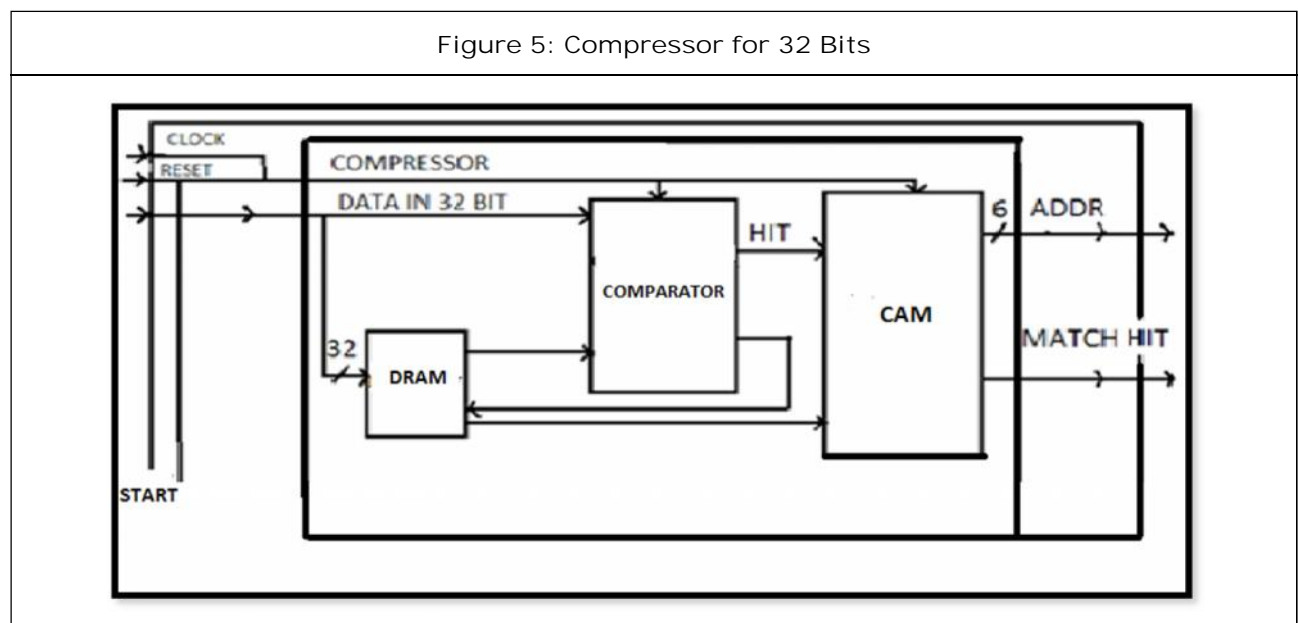 Figure 5: Compressor for 32 Bits
CLOCK
RESET
COMPRESSOR
DATA IN 32 BIT
HIT
6 ADDR
COMPARATOR
CAM
MATCH HIT
32
DRAM
START